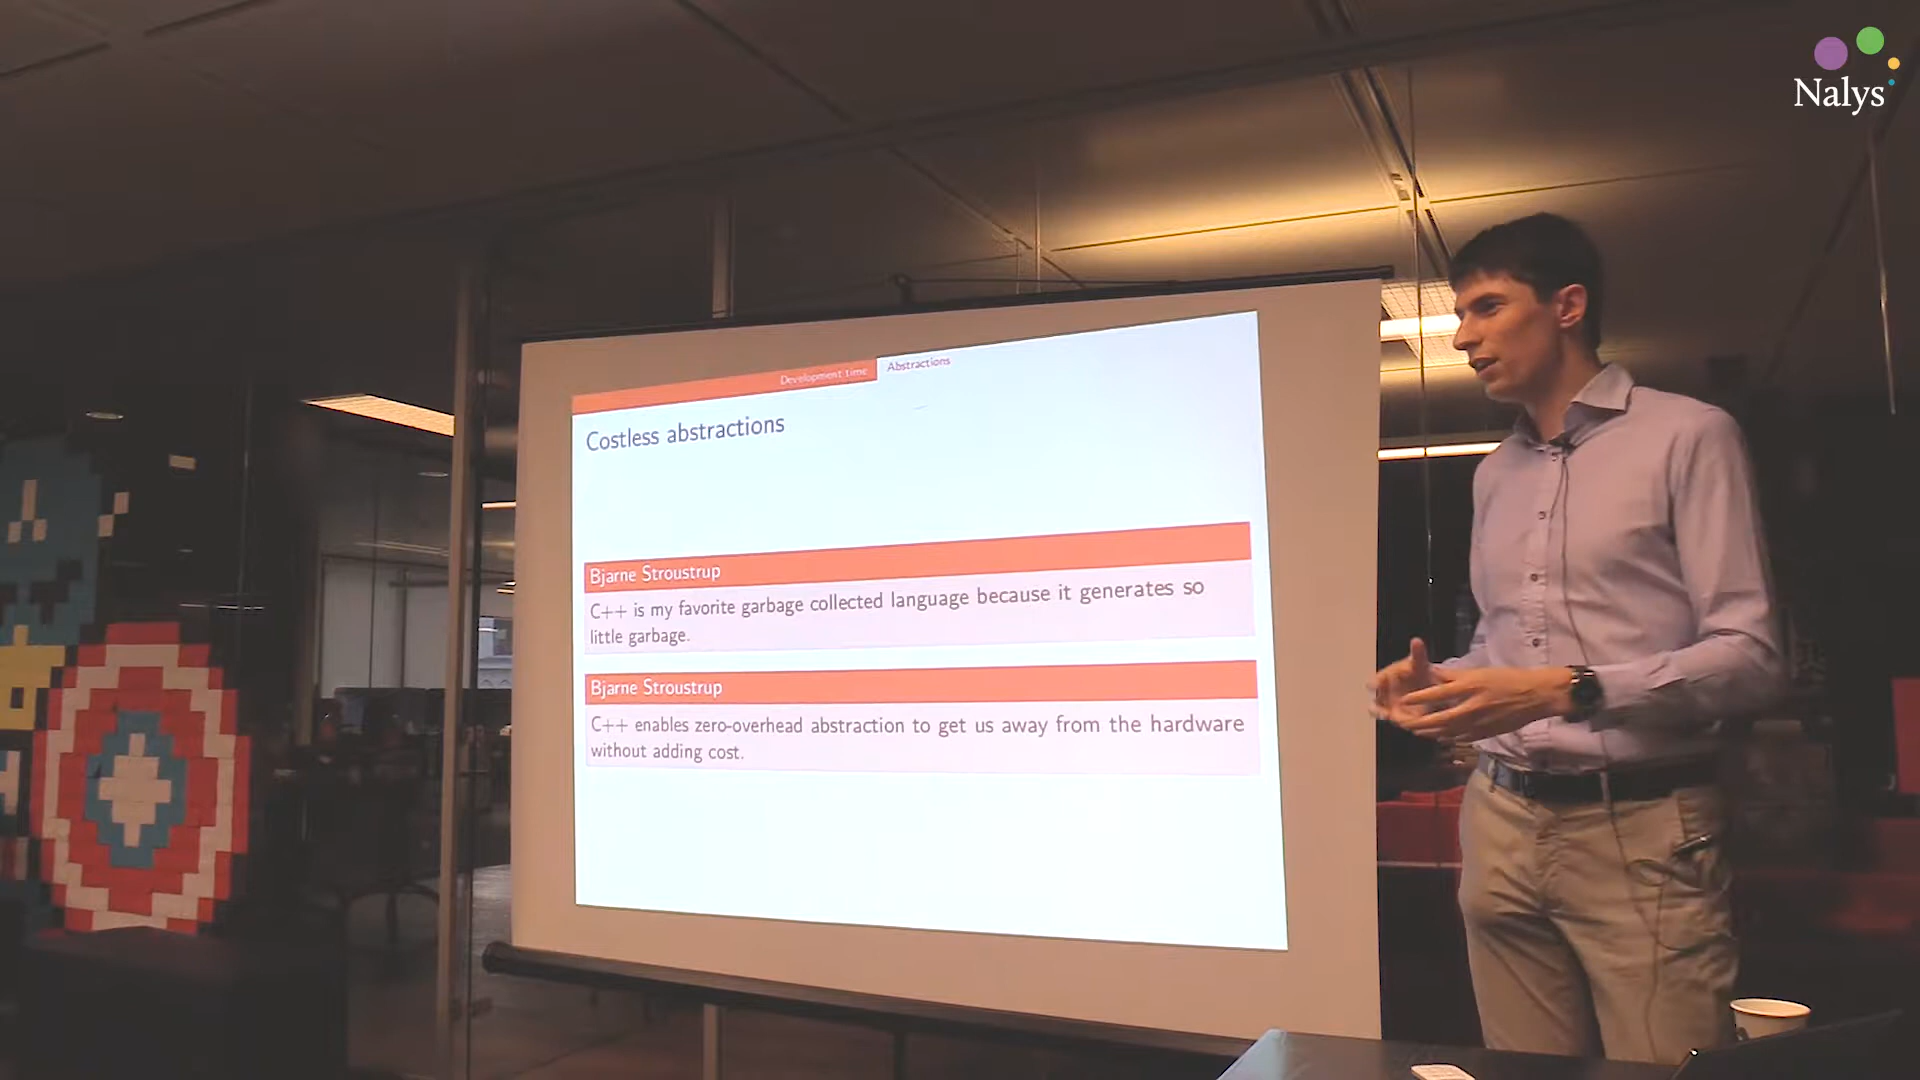 Nalys
Development time
Abstractions
Costless abstractions
Bjarne Stroustrup
C++ is my favorite garbage collected language because it generates so
little garbage.
Bjarne Stroustrup
C++ enables zero-overhead abstraction to get us away from the hardware
without adding cost.